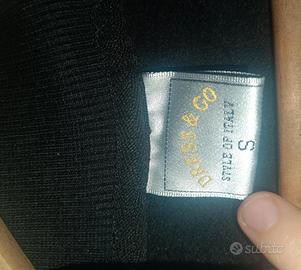 DRESS & GO
STYLE OF ITALY
S
subito